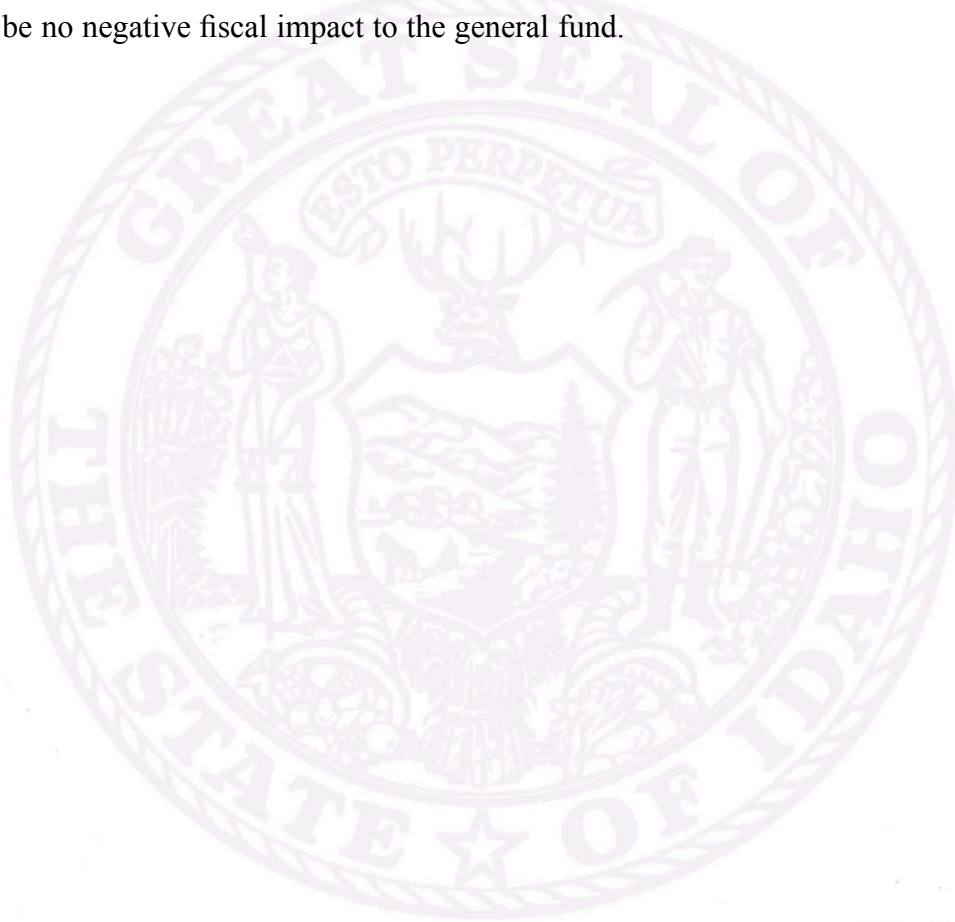 be no negative fiscal impact to the general fund.
GREAT SEAL OF
ESTO PERPETUA
THE STATE OF IDAHO